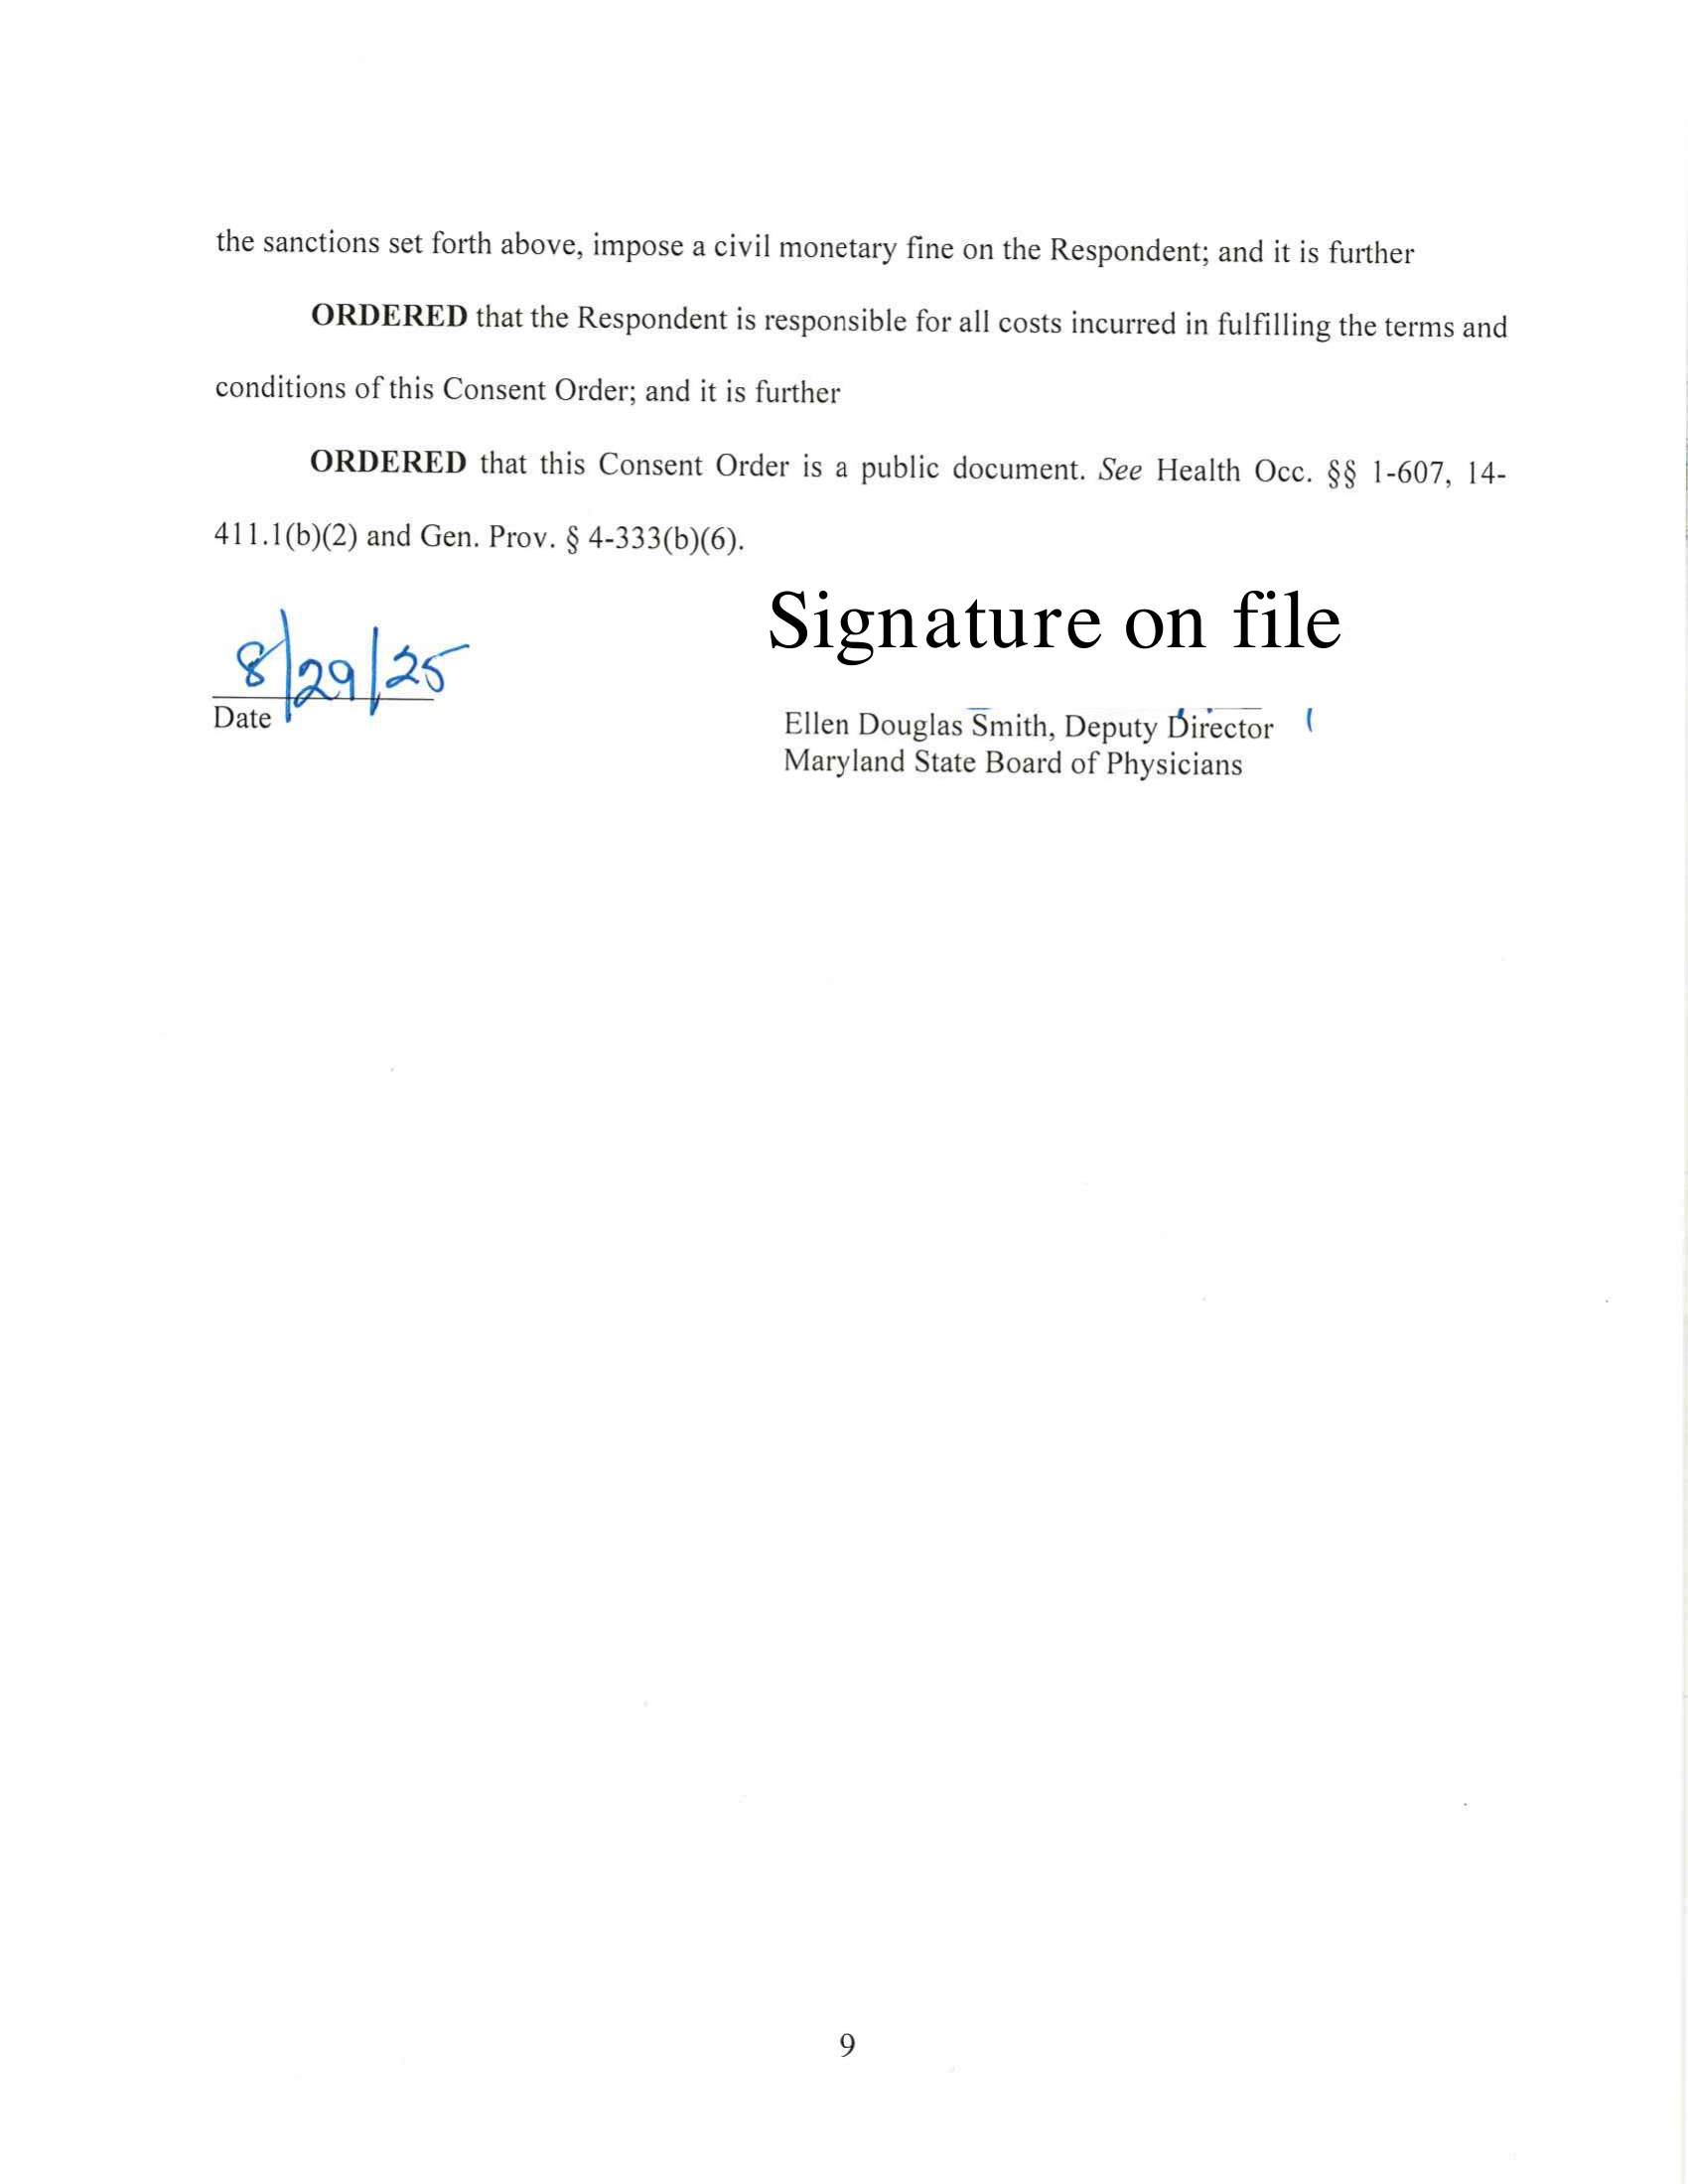 the sanctions set forth above, impose a civil monetary fine on the Respondent; and it is further
ORDERED that the Respondent is responsible for all costs incurred in fulfilling the terms and
conditions of this Consent Order; and it is further
ORDERED that this Consent Order is a public document. See Health Occ. §§ 1-607, 14-
411.1(b)(2) and Gen. Prov. § 4-333(b)(6).
8/29/25
Date
Signature on file
Ellen Douglas Smith, Deputy Director
Maryland State Board of Physicians
9